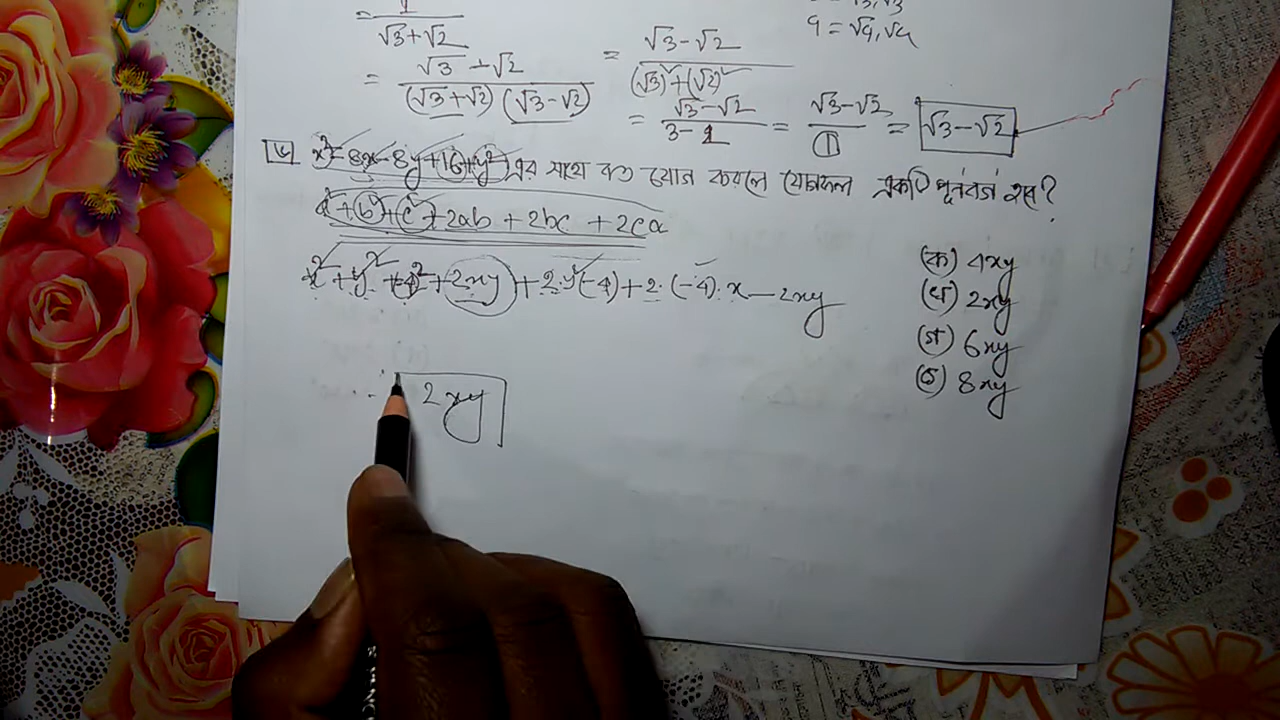 = 1/(√3+√2)
= (√3+√2)/((√3+√2)(√3-√2)) = (√3-√2)/((√3)²+(√2)²)
= (√3-√2)/(3-2) = (√3-√2)/1 = √3-√2
4 = √4, √4
x²-8x-8y+16+y² এর সাথে কত যোগ করলে যোগফল একটি পূর্নবর্গ হবে?
a²+b²+c²+2ab+2bc+2ca
x²+y²+(-4)²+2xy+2.y(-4)+2.(-4).x-2xy
(ক) 4xy
(খ) 2xy
(গ) 6xy
(ঘ) 8xy
2xy